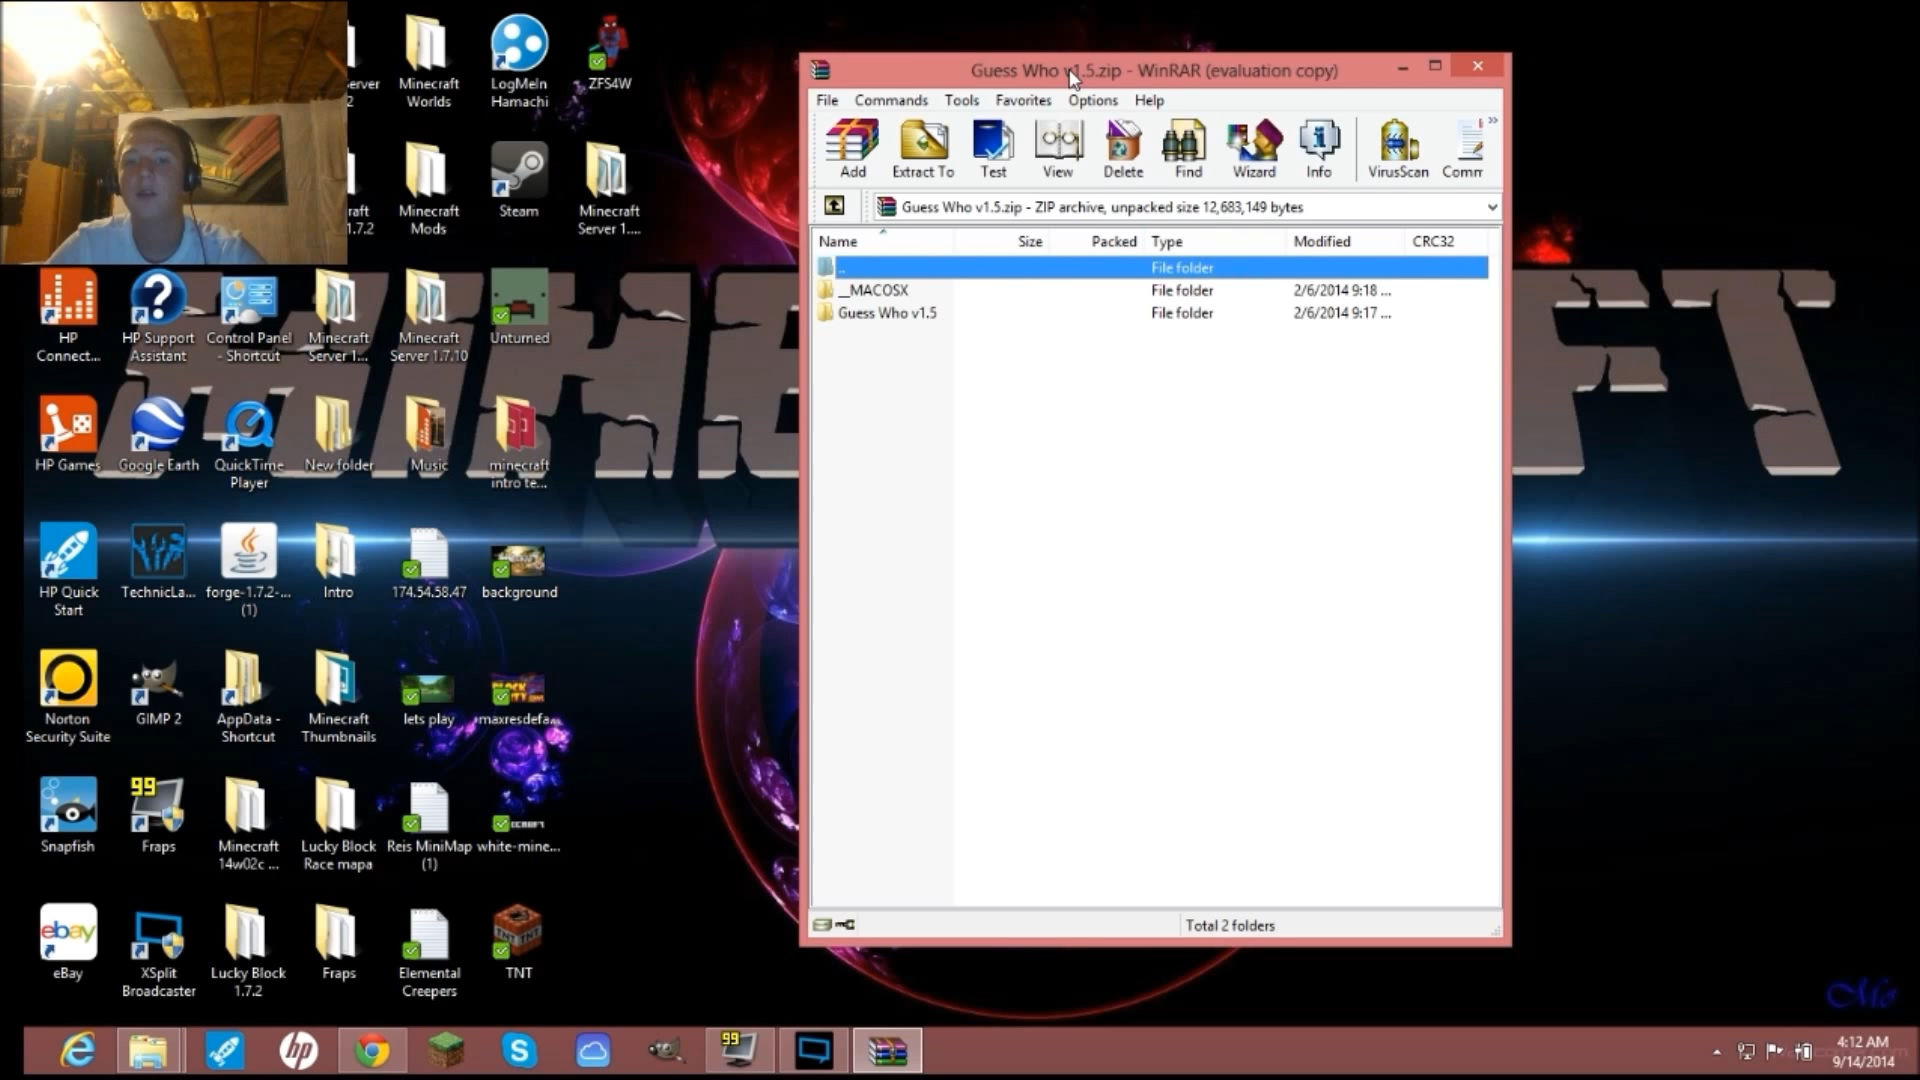 erver
2
Minecraft
Worlds
LogMeIn
Hamachi
ZFS4W
raft
1.7.2
Minecraft
Mods
Steam
Minecraft
Server 1....
HP
Connect...
HP Support
Assistant
Control Panel
- Shortcut
Minecraft
Server 1...
Minecraft
Server 1.7.10
Unturned
HP Games
Google Earth
QuickTime
Player
New folder
Music
minecraft
intro te...
HP Quick
Start
TechnicLa...
forge-1.7.2-...
(1)
Intro
174.54.58.47
background
Norton
Security Suite
GIMP 2
AppData -
Shortcut
Minecraft
Thumbnails
lets play
maxresdefa...
Snapfish
99
Fraps
Minecraft
14w02c ...
Lucky Block
Race mapa
Reis MiniMap
(1)
white-mine...
ebay
eBay
XSplit
Broadcaster
Lucky Block
1.7.2
Fraps
Elemental
Creepers
TNT
TNT
Guess Who v1.5.zip - WinRAR (evaluation copy)
File Commands Tools Favorites Options Help
Add Extract To Test View Delete Find Wizard Info VirusScan Comm
Guess Who v1.5.zip - ZIP archive, unpacked size 12,683,149 bytes
Name Size Packed Type Modified CRC32
.. File folder
__MACOSX File folder 2/6/2014 9:18 ...
Guess Who v1.5 File folder 2/6/2014 9:17 ...
Total 2 folders
hp
99
4:12 AM
9/14/2014